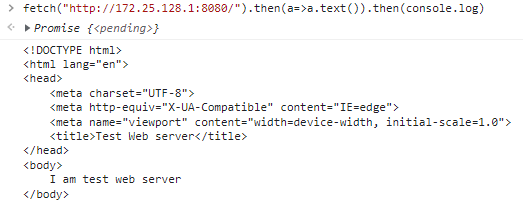 > fetch("http://172.25.128.1:8080/").then(a=>a.text()).then(console.log)
<· ▸ Promise {<pending>}
<!DOCTYPE html>
<html lang="en">
<head>
    <meta charset="UTF-8">
    <meta http-equiv="X-UA-Compatible" content="IE=edge">
    <meta name="viewport" content="width=device-width, initial-scale=1.0">
    <title>Test Web server</title>
</head>
<body>
    I am test web server
</body>